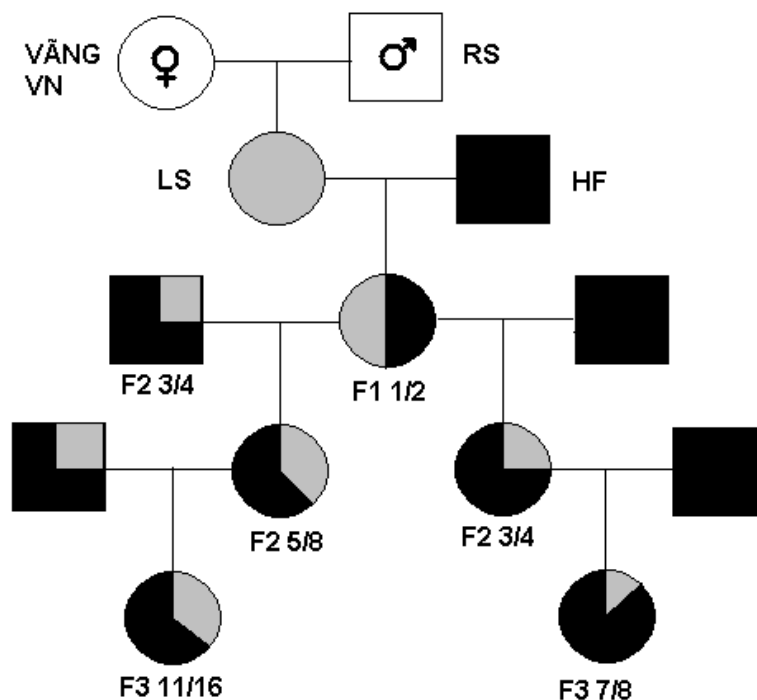 VÃNG
VN
♀
♂
RS
LS
HF
F2 3/4
F1 1/2
F2 5/8
F2 3/4
F3 11/16
F3 7/8